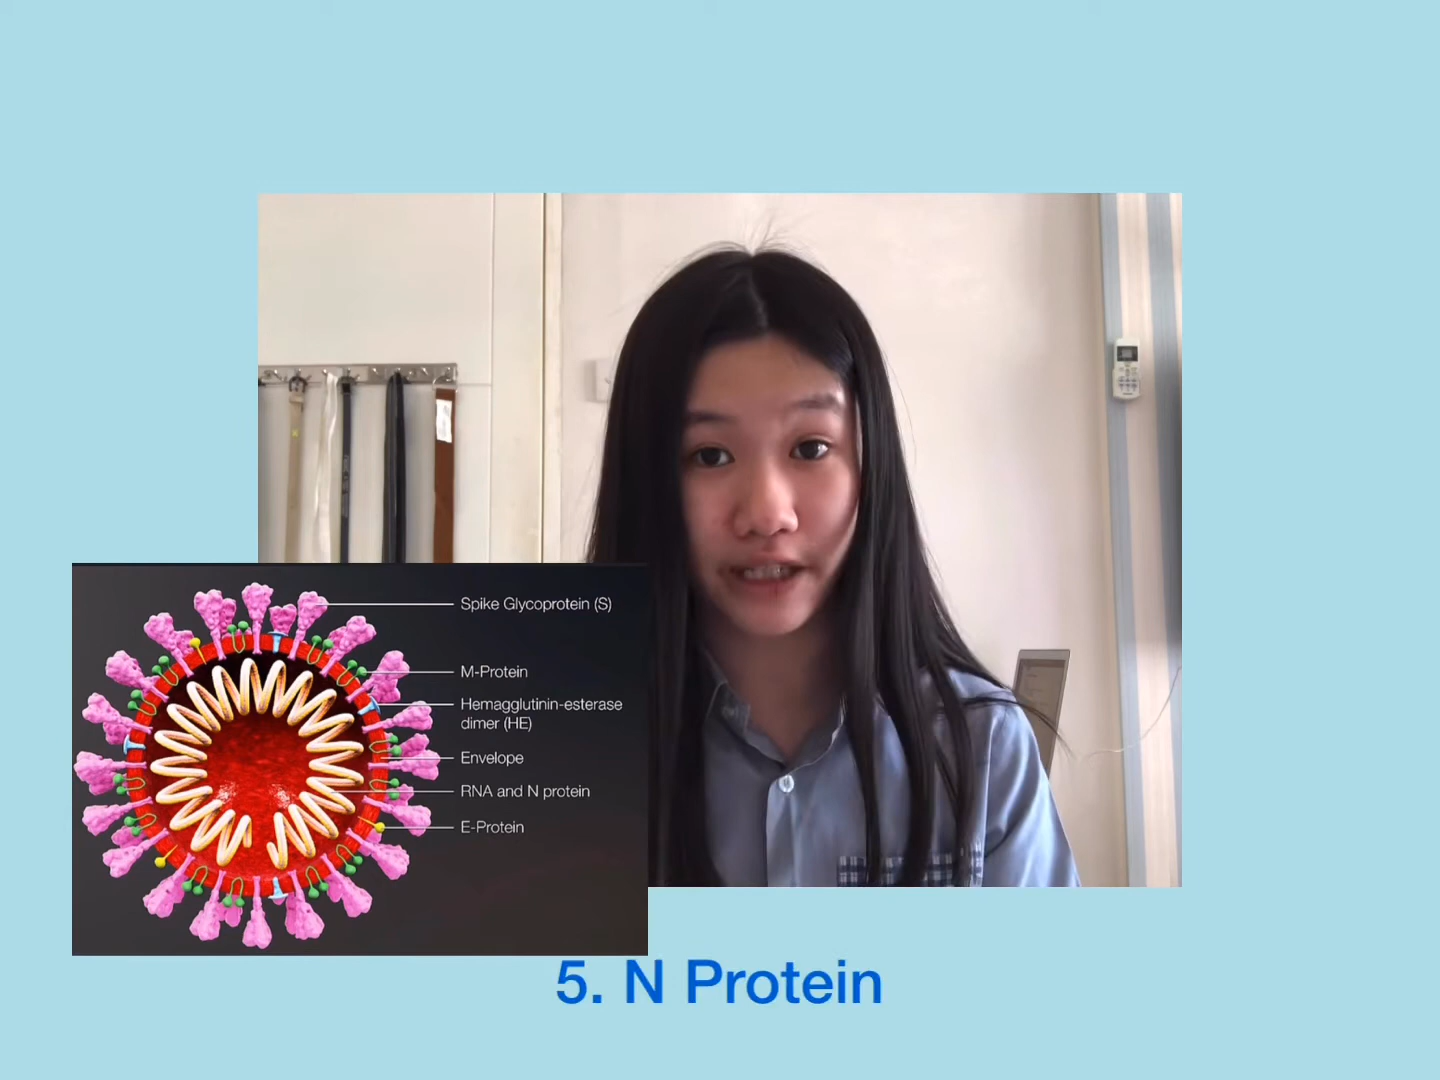 Spike Glycoprotein (S)
M-Protein
Hemagglutinin-esterase
dimer (HE)
Envelope
RNA and N protein
E-Protein
5. N Protein